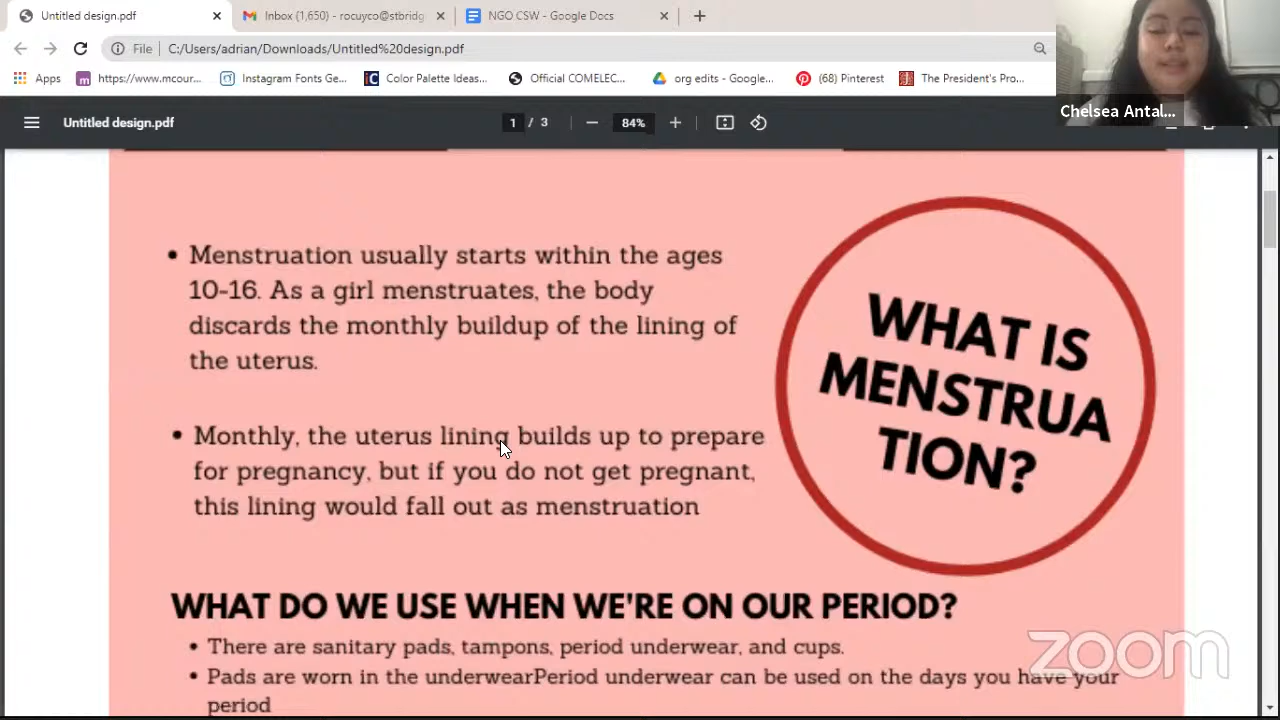 Untitled design.pdf
Inbox (1,650) - rocuyco@stbridg
NGO CSW - Google Docs
File
C:/Users/adrian/Downloads/Untitled%20design.pdf
Apps
https://www.mcour...
Instagram Fonts Ge...
Color Palette Ideas...
Official COMELEC...
org edits - Google...
(68) Pinterest
The President's Pro...
Chelsea Antal...
Untitled design.pdf
1 / 3
84%
• Menstruation usually starts within the ages
10-16. As a girl menstruates, the body
discards the monthly buildup of the lining of
the uterus.
• Monthly, the uterus lining builds up to prepare
for pregnancy, but if you do not get pregnant,
this lining would fall out as menstruation
WHAT IS
MENSTRUA
TION?
WHAT DO WE USE WHEN WE'RE ON OUR PERIOD?
• There are sanitary pads, tampons, period underwear, and cups.
• Pads are worn in the underwearPeriod underwear can be used on the days you have your
period
zoom